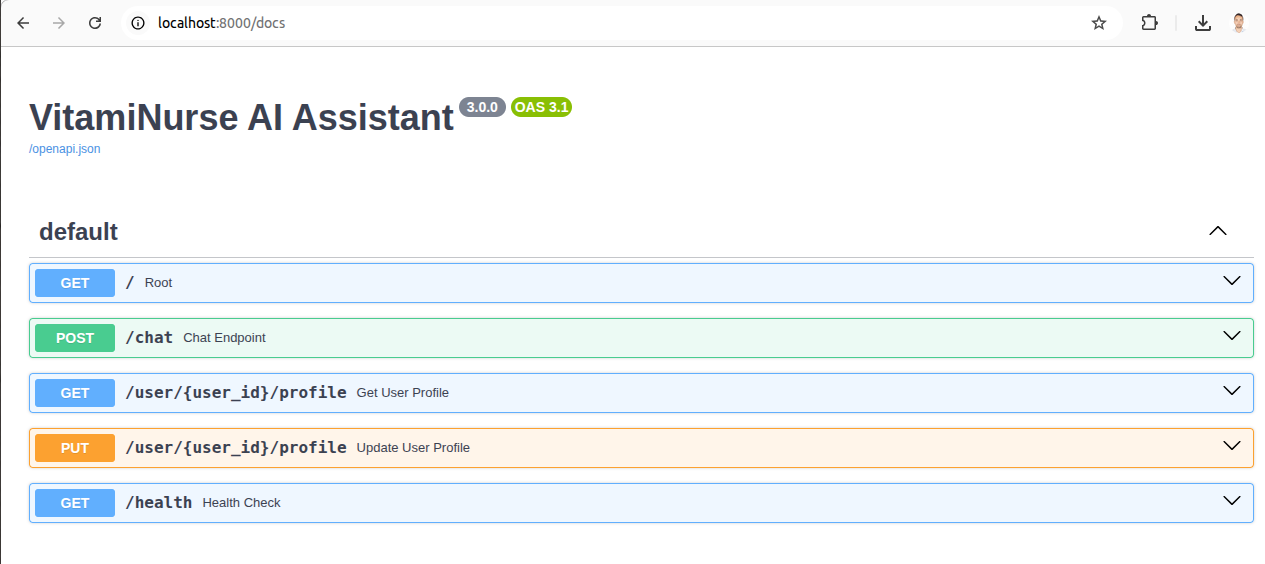 localhost:8000/docs
VitamiNurse AI Assistant 3.0.0 OAS 3.1
/openapi.json
default
GET / Root
POST /chat Chat Endpoint
GET /user/{user_id}/profile Get User Profile
PUT /user/{user_id}/profile Update User Profile
GET /health Health Check